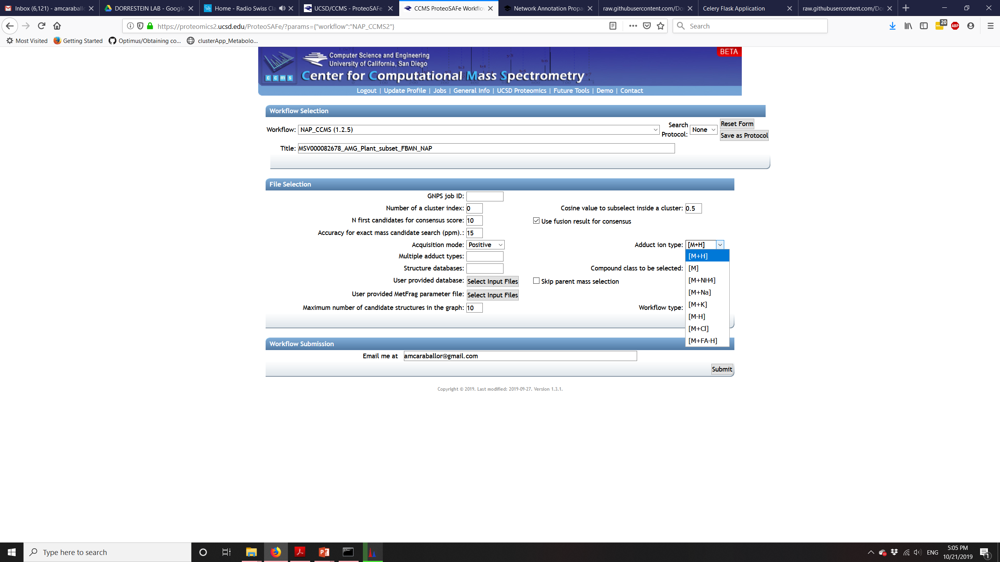 Inbox (6,121) - amcaraballo
DORRESTEIN LAB - Google
Home - Radio Swiss Cla
UCSD/CCMS - ProteoSAFe
CCMS ProteoSAFe Workflow
Network Annotation Propa
raw.githubusercontent.com/Do
Celery Flask Application
raw.githubusercontent.com/Do
https://proteomics2.ucsd.edu/ProteoSAFe/?params={"workflow":"NAP_CCMS2"}
Search
20
ABP
Most Visited
Getting Started
Optimus/Obtaining co...
clusterApp_Metabolo...
BETA
Computer Science and Engineering
University of California, San Diego
Center for Computational Mass Spectrometry
CCMS
Logout | Update Profile | Jobs | General Info | UCSD Proteomics | Future Tools | Demo | Contact
Workflow Selection
Workflow: NAP_CCMS (1.2.5)
Search Protocol: None
Reset Form
Save as Protocol
Title: MSV000082678_AMG_Plant_subset_FBMN_NAP
File Selection
GNPS job ID:
Number of a cluster index: 0
Cosine value to subselect inside a cluster: 0.5
N first candidates for consensus score: 10
Use fusion result for consensus
Accuracy for exact mass candidate search (ppm).: 15
Acquisition mode: Positive
Adduct ion type: [M+H]
[M+H]
[M]
[M+NH4]
[M+Na]
[M+K]
[M-H]
[M+Cl]
[M+FA-H]
Multiple adduct types:
Structure databases:
Compound class to be selected:
User provided database: Select Input Files
Skip parent mass selection
User provided MetFrag parameter file: Select Input Files
Maximum number of candidate structures in the graph: 10
Workflow type:
Workflow Submission
Email me at amcaraballor@gmail.com
Submit
Copyright © 2019. Last modified: 2019-09-27. Version 1.3.1.
Type here to search
ENG
5:05 PM
10/21/2019
1